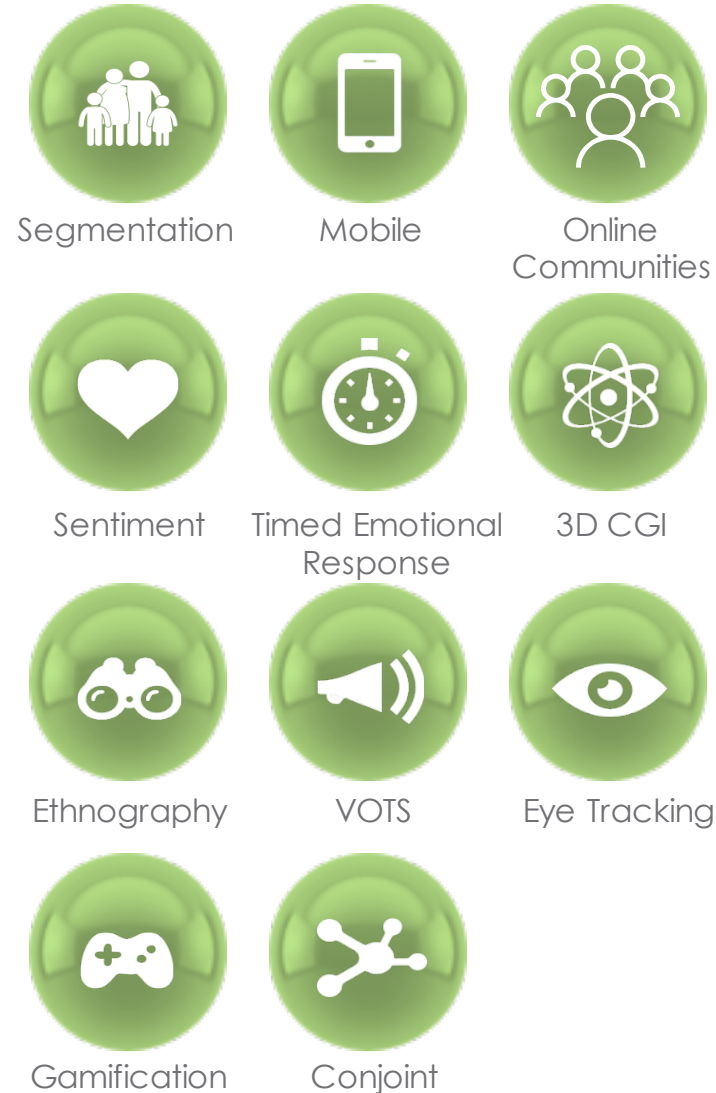 Segmentation
Mobile
Online
Communities
Sentiment
Timed Emotional
Response
3D CGI
Ethnography
VOTS
Eye Tracking
Gamification
Conjoint